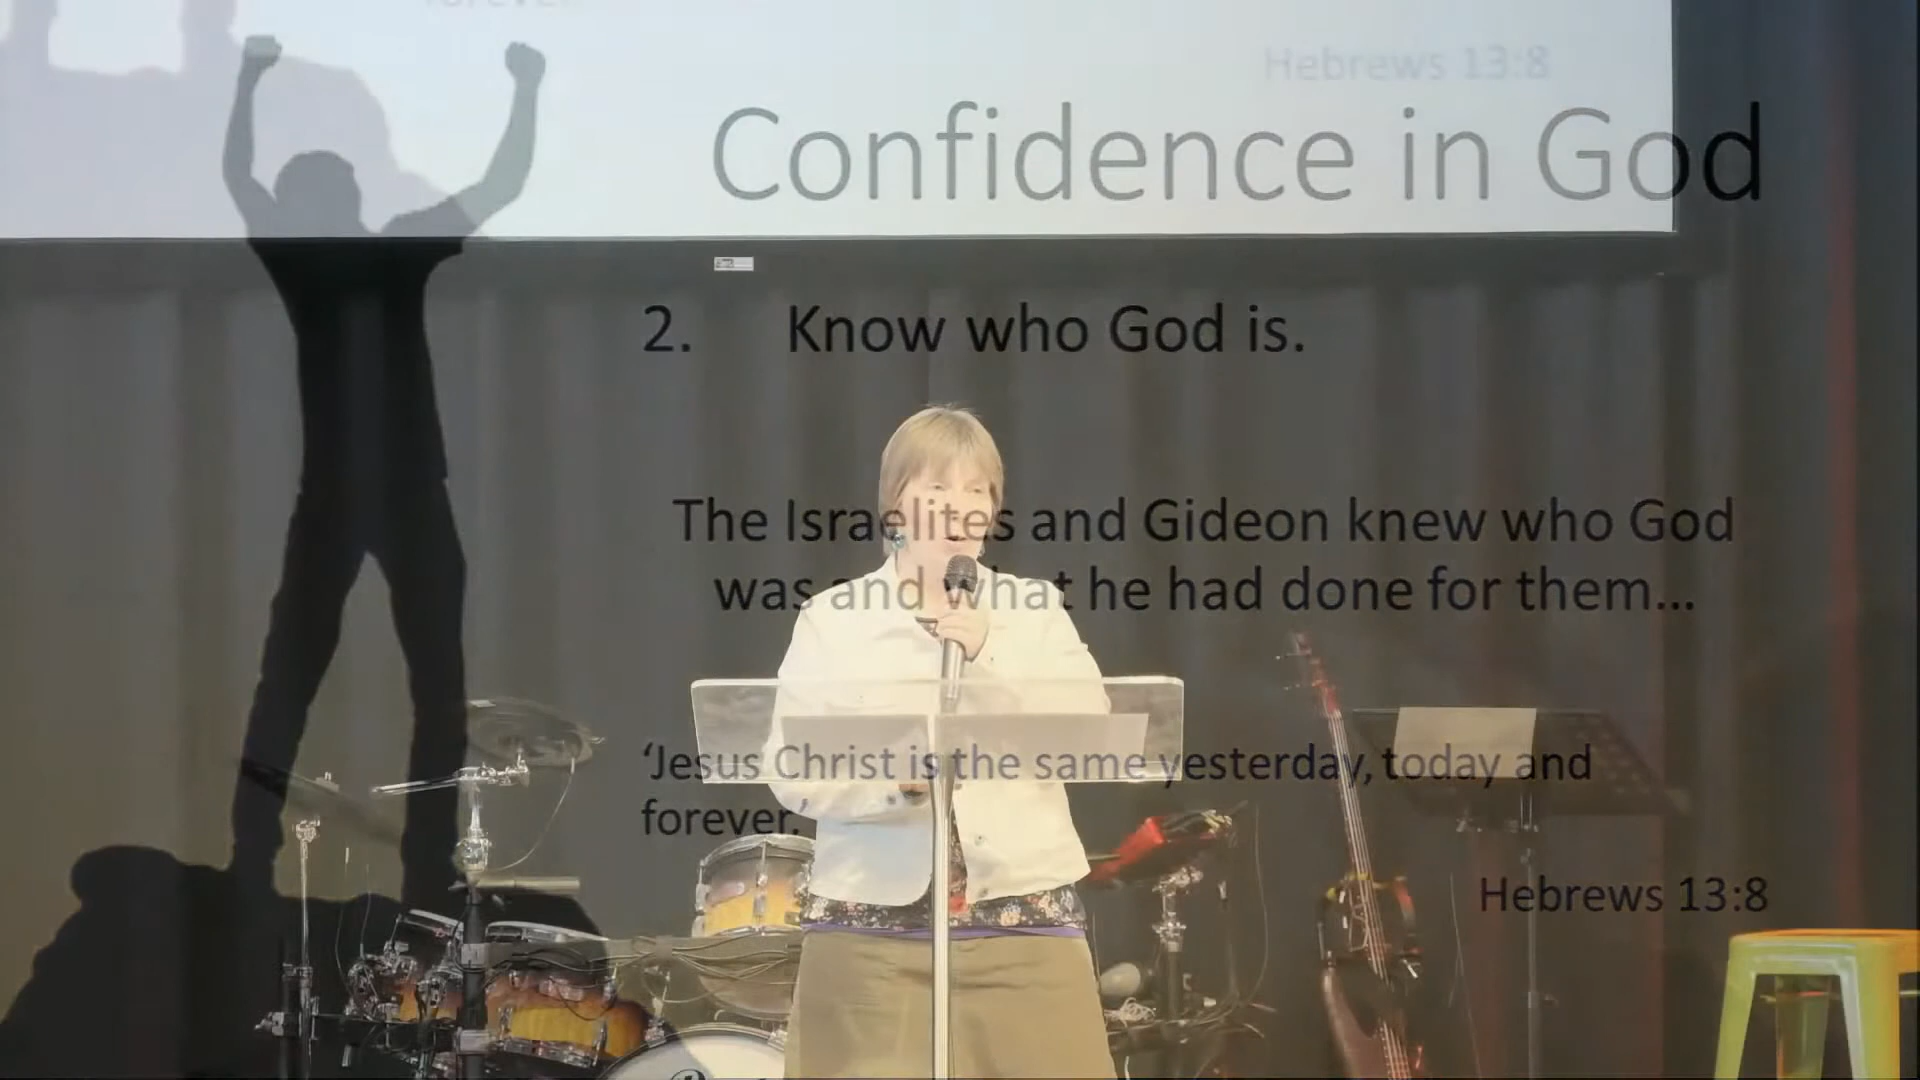 forever.
Hebrews 13:8
Confidence in God
2. Know who God is.
The Israelites and Gideon knew who God
was and what he had done for them...
‘Jesus Christ is the same yesterday, today and
forever.
Hebrews 13:8